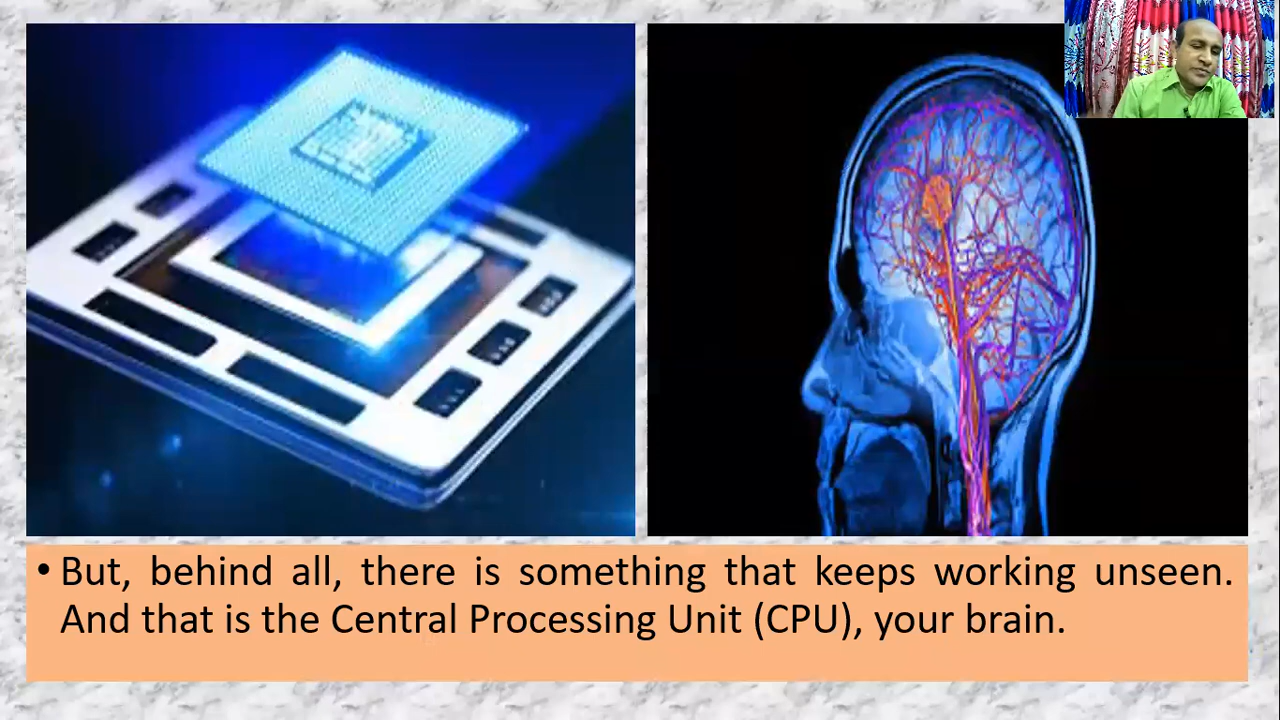 • But, behind all, there is something that keeps working unseen.
And that is the Central Processing Unit (CPU), your brain.